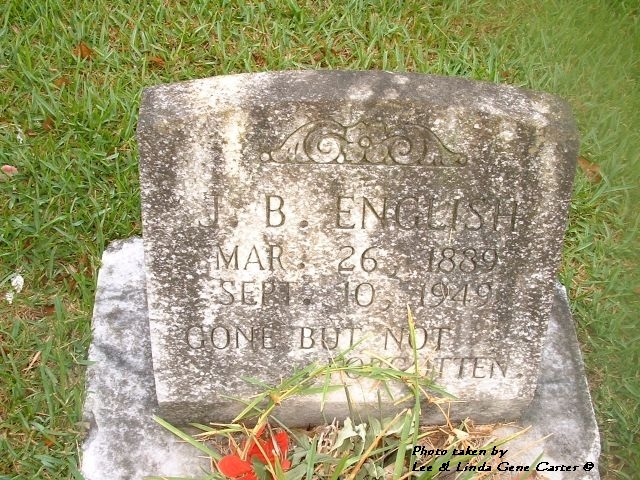 J. B. ENGLISH
MAR. 26, 1889
SEPT. 10, 1949
GONE BUT NOT
FORGOTTEN.
Photo taken by
Lee & Linda Gene Carter ©